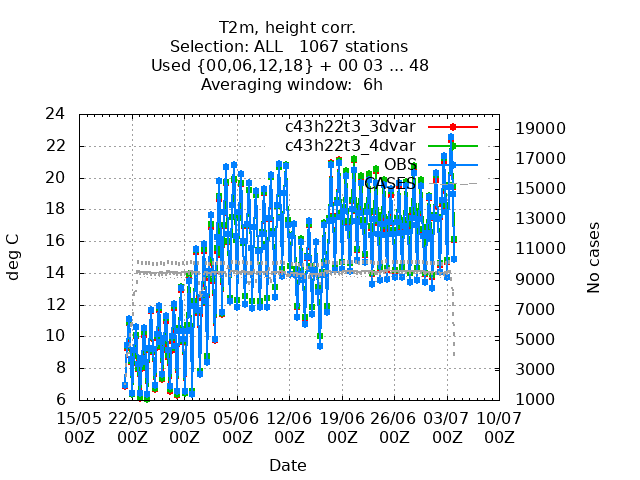 T2m, height corr.
Selection: ALL   1067 stations
Used {00,06,12,18} + 00 03 ... 48
Averaging window:  6h
c43h22t3_3dvar
c43h22t3_4dvar
OBS
CASES
24
22
20
18
16
14
12
10
8
6
deg C
19000
17000
15000
13000
11000
9000
7000
5000
3000
1000
No cases
15/05 22/05 29/05 05/06 12/06 19/06 26/06 03/07 10/07
00Z 00Z 00Z 00Z 00Z 00Z 00Z 00Z 00Z
Date